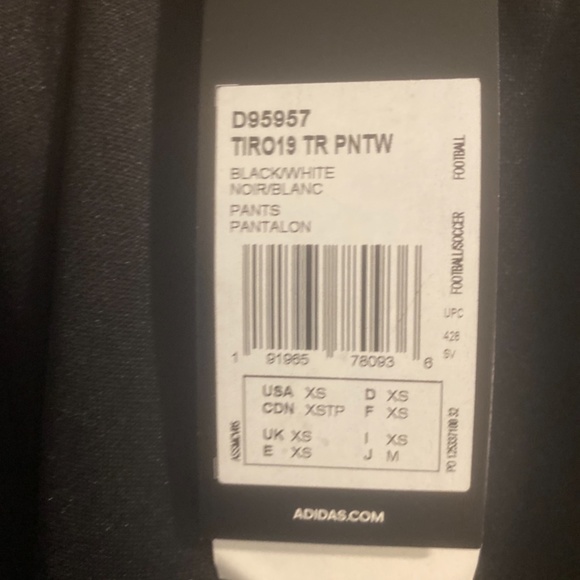 D95957
TIRO19 TR PNTW
BLACK/WHITE
NOIR/BLANC
PANTS
PANTALON
FOOTBALL/SOCCER FOOTBALL
UPC
428
SV
1 91985 78093 6
USA XS D XS
CDN XSTP F XS
UK XS I XS
E XS J M
ADIDAS.COM